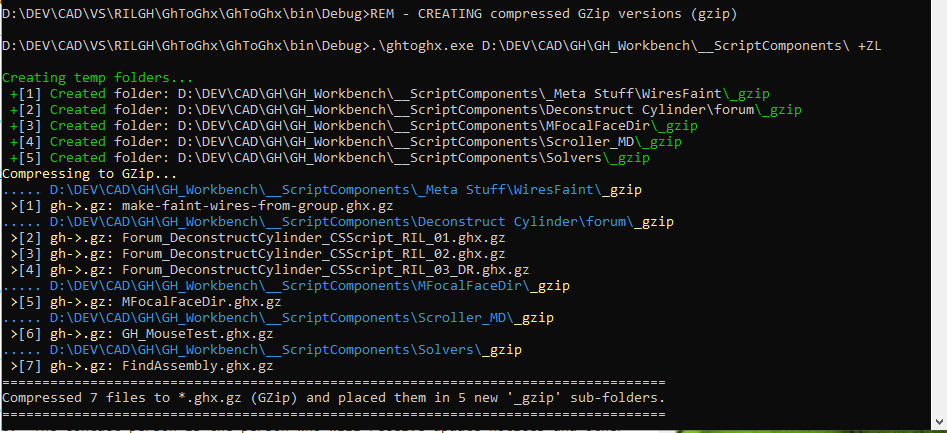 D:\DEV\CAD\VS\RILGH\GhToGhx\GhToGhx\bin\Debug>REM - CREATING compressed GZip versions (gzip)
D:\DEV\CAD\VS\RILGH\GhToGhx\GhToGhx\bin\Debug>.\ghtoghx.exe D:\DEV\CAD\GH\GH_Workbench\__ScriptComponents\ +ZL
Creating temp folders...
+[1] Created folder: D:\DEV\CAD\GH\GH_Workbench\__ScriptComponents\_Meta Stuff\WiresFaint\_gzip
+[2] Created folder: D:\DEV\CAD\GH\GH_Workbench\__ScriptComponents\Deconstruct Cylinder\forum\_gzip
+[3] Created folder: D:\DEV\CAD\GH\GH_Workbench\__ScriptComponents\MFocalFaceDir\_gzip
+[4] Created folder: D:\DEV\CAD\GH\GH_Workbench\__ScriptComponents\Scroller_MD\_gzip
+[5] Created folder: D:\DEV\CAD\GH\GH_Workbench\__ScriptComponents\Solvers\_gzip
Compressing to GZip...
..... D:\DEV\CAD\GH\GH_Workbench\__ScriptComponents\_Meta Stuff\WiresFaint\_gzip
>[1] gh->.gz: make-faint-wires-from-group.ghx.gz
..... D:\DEV\CAD\GH\GH_Workbench\__ScriptComponents\Deconstruct Cylinder\forum\_gzip
>[2] gh->.gz: Forum_DeconstructCylinder_CSScript_RIL_01.ghx.gz
>[3] gh->.gz: Forum_DeconstructCylinder_CSScript_RIL_02.ghx.gz
>[4] gh->.gz: Forum_DeconstructCylinder_CSScript_RIL_03_DR.ghx.gz
..... D:\DEV\CAD\GH\GH_Workbench\__ScriptComponents\MFocalFaceDir\_gzip
>[5] gh->.gz: MFocalFaceDir.ghx.gz
..... D:\DEV\CAD\GH\GH_Workbench\__ScriptComponents\Scroller_MD\_gzip
>[6] gh->.gz: GH_MouseTest.ghx.gz
..... D:\DEV\CAD\GH\GH_Workbench\__ScriptComponents\Solvers\_gzip
>[7] gh->.gz: FindAssembly.ghx.gz
===================================================================================
Compressed 7 files to *.ghx.gz (GZip) and placed them in 5 new '_gzip' sub-folders.
===================================================================================